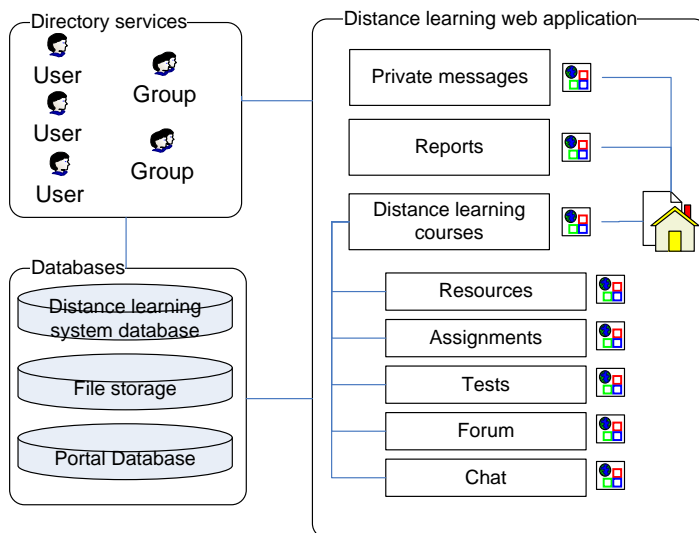 Directory services
User
User
User
Group
Group
Databases
Distance learning
system database
File storage
Portal Database
Distance learning web application
Private messages
Reports
Distance learning
courses
Resources
Assignments
Tests
Forum
Chat